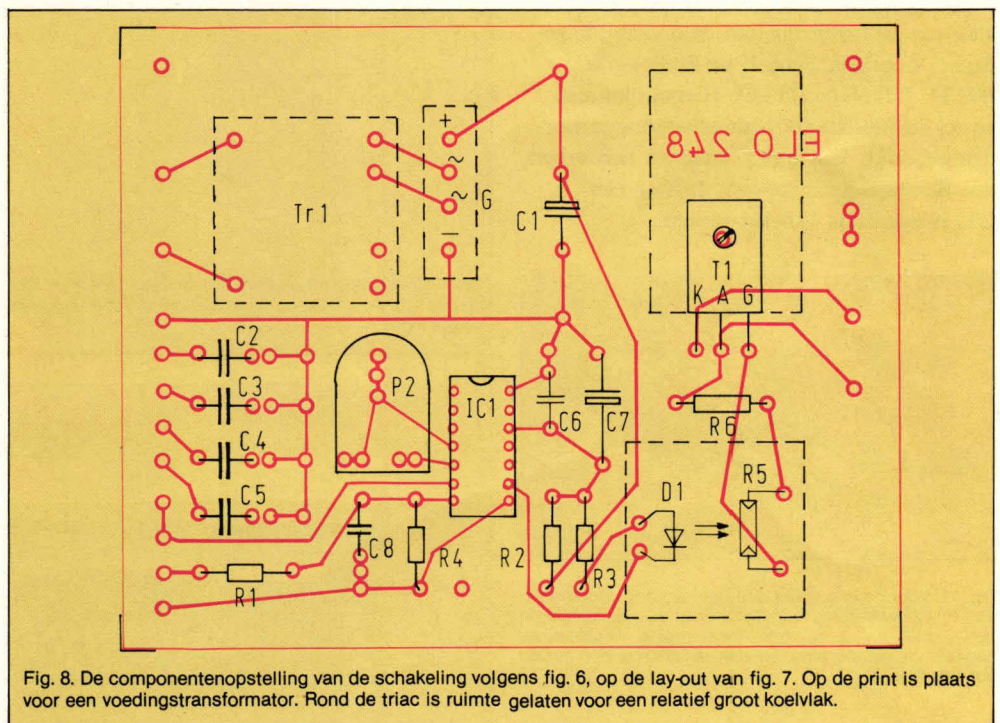 +
~
~
G
−
Tr1
C1
ELO 248
T1
K A G
C2
C3
C4
C5
P2
IC1
C6
C7
R6
D1
R5
C8
R4
R2
R3
R1
Fig. 8. De componentenopstelling van de schakeling volgens fig. 6, op de lay-out van fig. 7. Op de print is plaats
voor een voedingstransformator. Rond de triac is ruimte gelaten voor een relatief groot koelvlak.